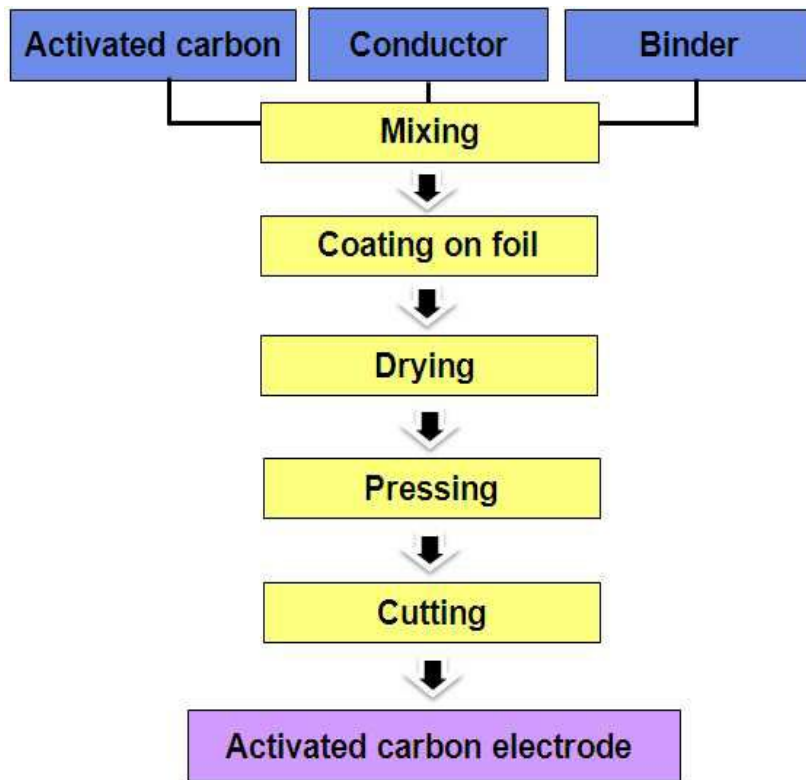 Activated carbon
Conductor
Binder
Mixing
Coating on foil
Drying
Pressing
Cutting
Activated carbon electrode